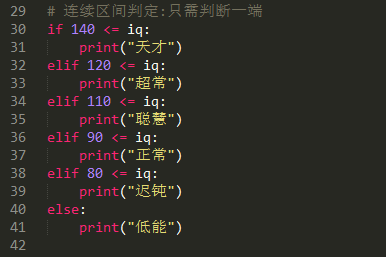 29 # 连续区间判定:只需判断一端
30 if 140 <= iq:
31     print("天才")
32 elif 120 <= iq:
33     print("超常")
34 elif 110 <= iq:
35     print("聪慧")
36 elif 90 <= iq:
37     print("正常")
38 elif 80 <= iq:
39     print("迟钝")
40 else:
41     print("低能")
42